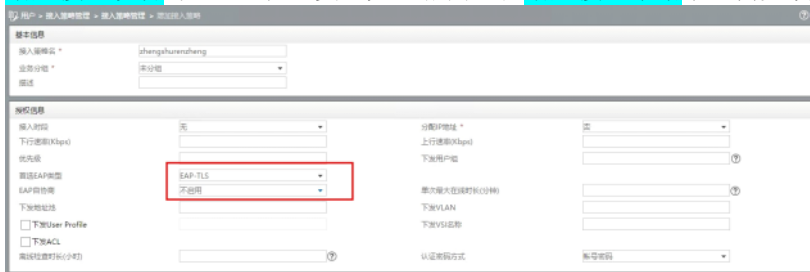 用户 > 接入策略管理 > 接入策略管理 > 增加接入策略
基本信息
接入策略名 * zhengshurenzheng
业务分组 * 未分组
描述
授权信息
接入时段 无 分配IP地址 * 否
下行速率(Kbps) 上行速率(Kbps)
优先级 下发用户组
首选EAP类型 EAP-TLS
EAP自协商 不启用 单次最大在线时长(分钟)
下发地址池 下发VLAN
下发User Profile 下发VSI名称
下发ACL
离线检查时长(小时) 认证密码方式 账号密码